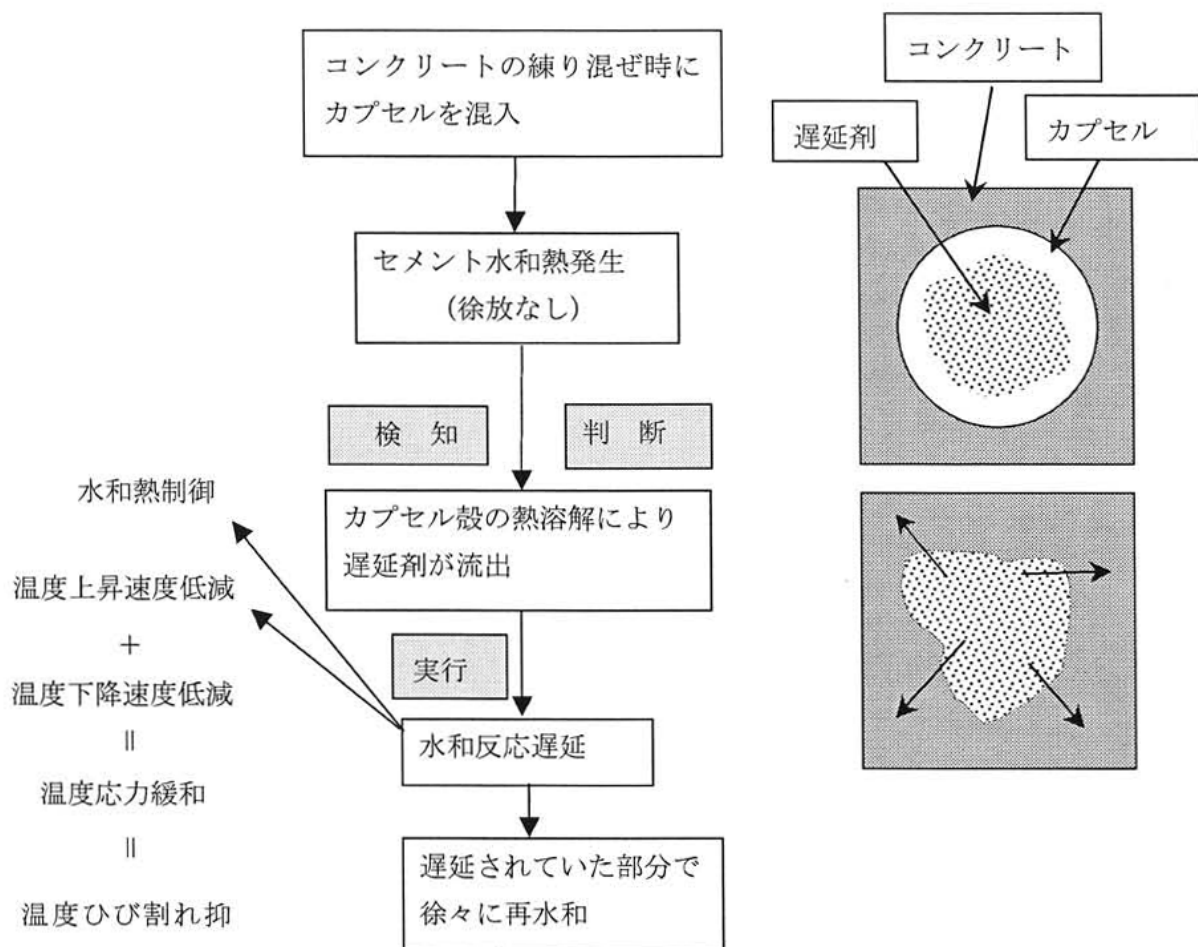 コンクリートの練り混ぜ時に
カプセルを混入
セメント水和熱発生
(徐放なし)
検 知
判 断
カプセル殻の熱溶解により
遅延剤が流出
実行
水和反応遅延
遅延されていた部分で
徐々に再水和
水和熱制御
温度上昇速度低減
+
温度下降速度低減
॥
温度応力緩和
॥
温度ひび割れ抑
コンクリート
遅延剤
カプセル